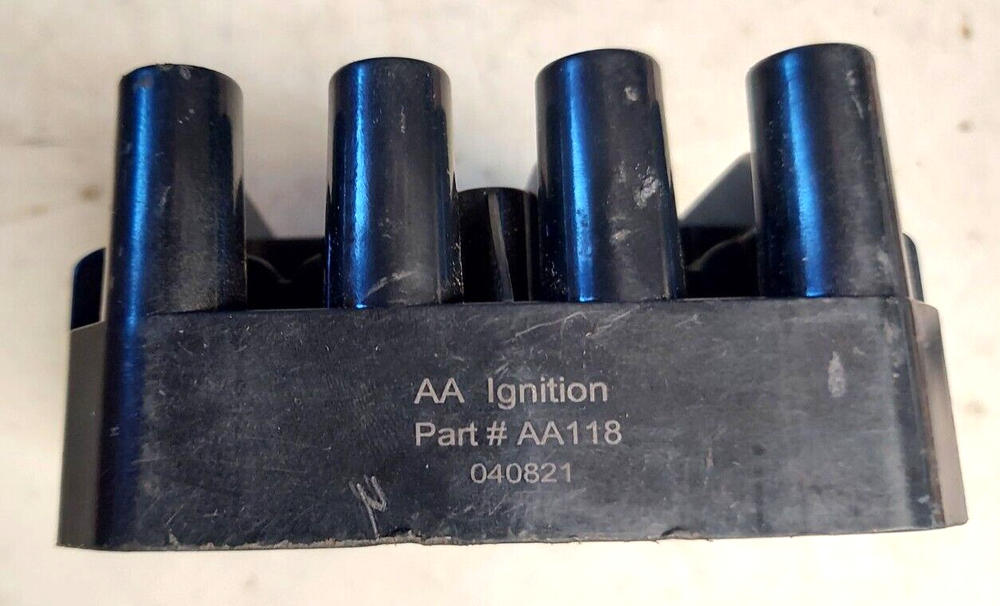 AA Ignition
Part # AA118
040821
N